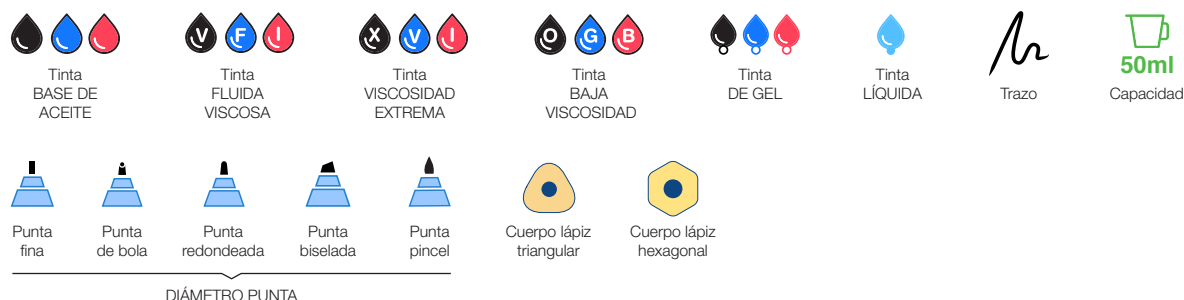 V F I
X V I
O G B
50ml
Tinta
BASE DE
ACEITE
Tinta
FLUIDA
VISCOSA
Tinta
VISCOSIDAD
EXTREMA
Tinta
BAJA
VISCOSIDAD
Tinta
DE GEL
Tinta
LÍQUIDA
Trazo
Capacidad
Punta
fina
Punta
de bola
Punta
redondeada
Punta
biselada
Punta
pincel
Cuerpo lápiz
triangular
Cuerpo lápiz
hexagonal
DIÁMETRO PUNTA